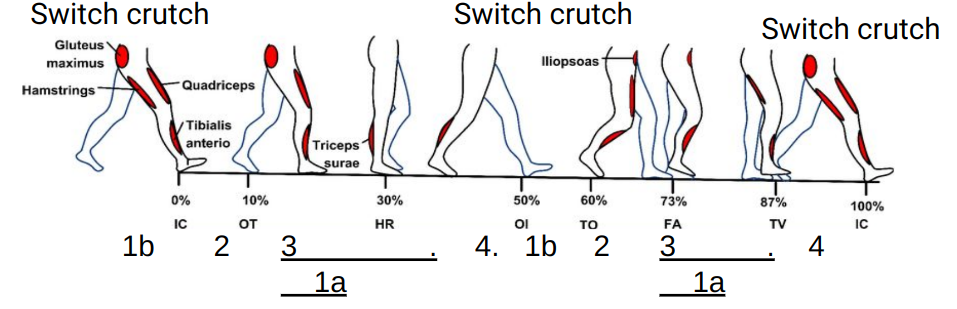 Switch crutch Switch crutch Switch crutch
Gluteus
maximus
Hamstrings
Quadriceps
Tibialis
anterio
Triceps
surae
Iliopsoas
0% 10% 30% 50% 60% 73% 87% 100%
IC OT HR OI TO FA TV IC
1b 2 3 . 4. 1b 2 3 . 4
1a 1a